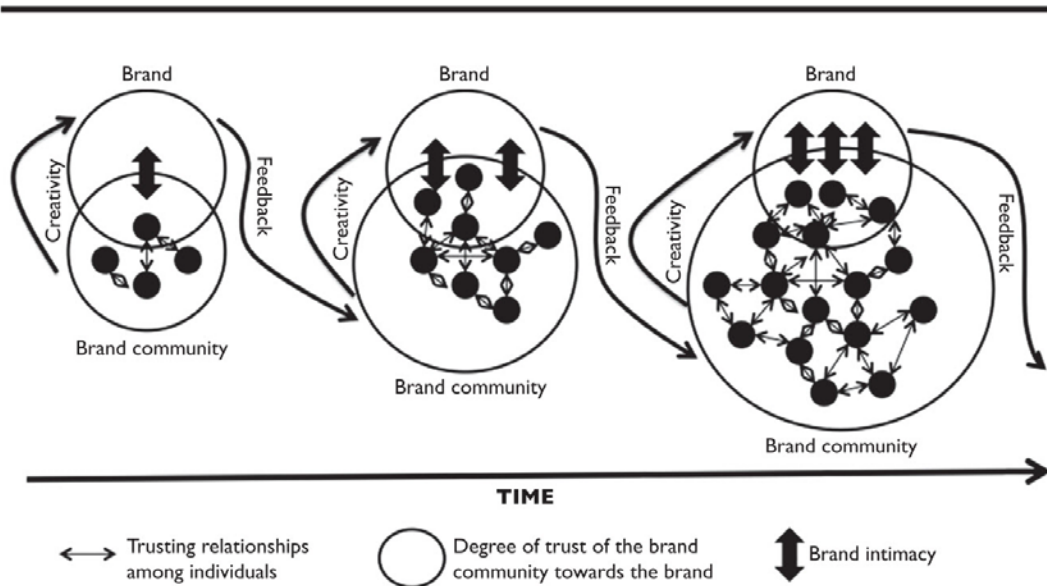 Brand
Brand
Brand
Creativity
Feedback
Creativity
Feedback
Creativity
Feedback
Brand community
Brand community
Brand community
TIME
Trusting relationships
among individuals
Degree of trust of the brand
community towards the brand
Brand intimacy